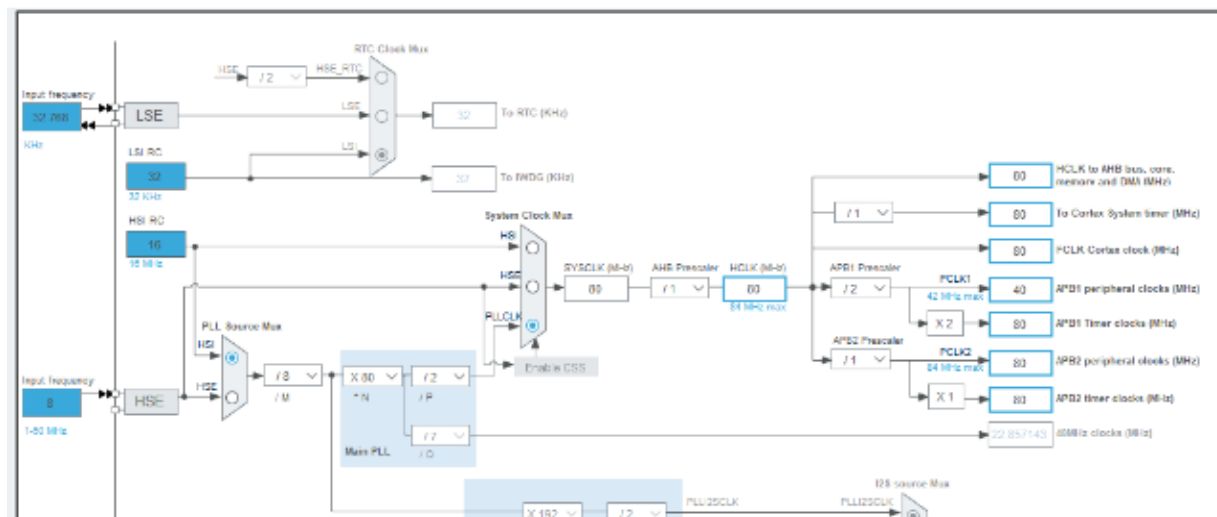 RTC Clock Mux
HSE
/ 2
HSE_RTC
Input frequency
32.768
KHz
LSE
LSE
32
To RTC (KHz)
LSI RC
32
32 KHz
LSI
32
To IWDG (KHz)
HSI RC
16
16 MHz
System Clock Mux
HSI
HSE
PLLCLK
SYSCLK (MHz)
80
AHB Prescaler
/ 1
HCLK (MHz)
80
84 MHz max
Enable CSS
80
HCLK to AHB bus, core,
memory and DMA (MHz)
/ 1
80
To Cortex System timer (MHz)
80
FCLK Cortex clock (MHz)
APB1 Prescaler
/ 2
PCLK1
42 MHz max
40
APB1 peripheral clocks (MHz)
X 2
80
APB1 Timer clocks (MHz)
APB2 Prescaler
/ 1
PCLK2
84 MHz max
80
APB2 peripheral clocks (MHz)
X 1
80
APB2 timer clocks (MHz)
PLL Source Mux
HSI
HSE
Input frequency
8
1-50 MHz
HSE
/ 8
/ M
X 80
* N
/ 2
/ P
/ 7
/ Q
Main PLL
22.857143
48MHz clocks (MHz)
X 192
/ 2
PLLI2SCLK
PLLI2SCLK
I2S source Mux